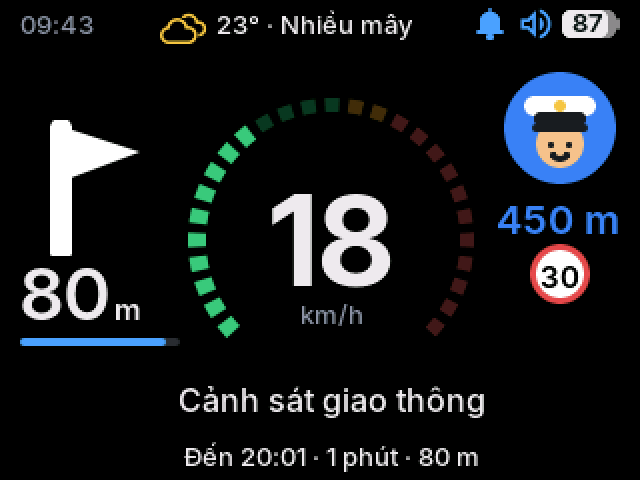 09:43 23° · Nhiều mây 87
450 m
18
30
80 m
km/h
Cảnh sát giao thông
Đến 20:01 · 1 phút · 80 m